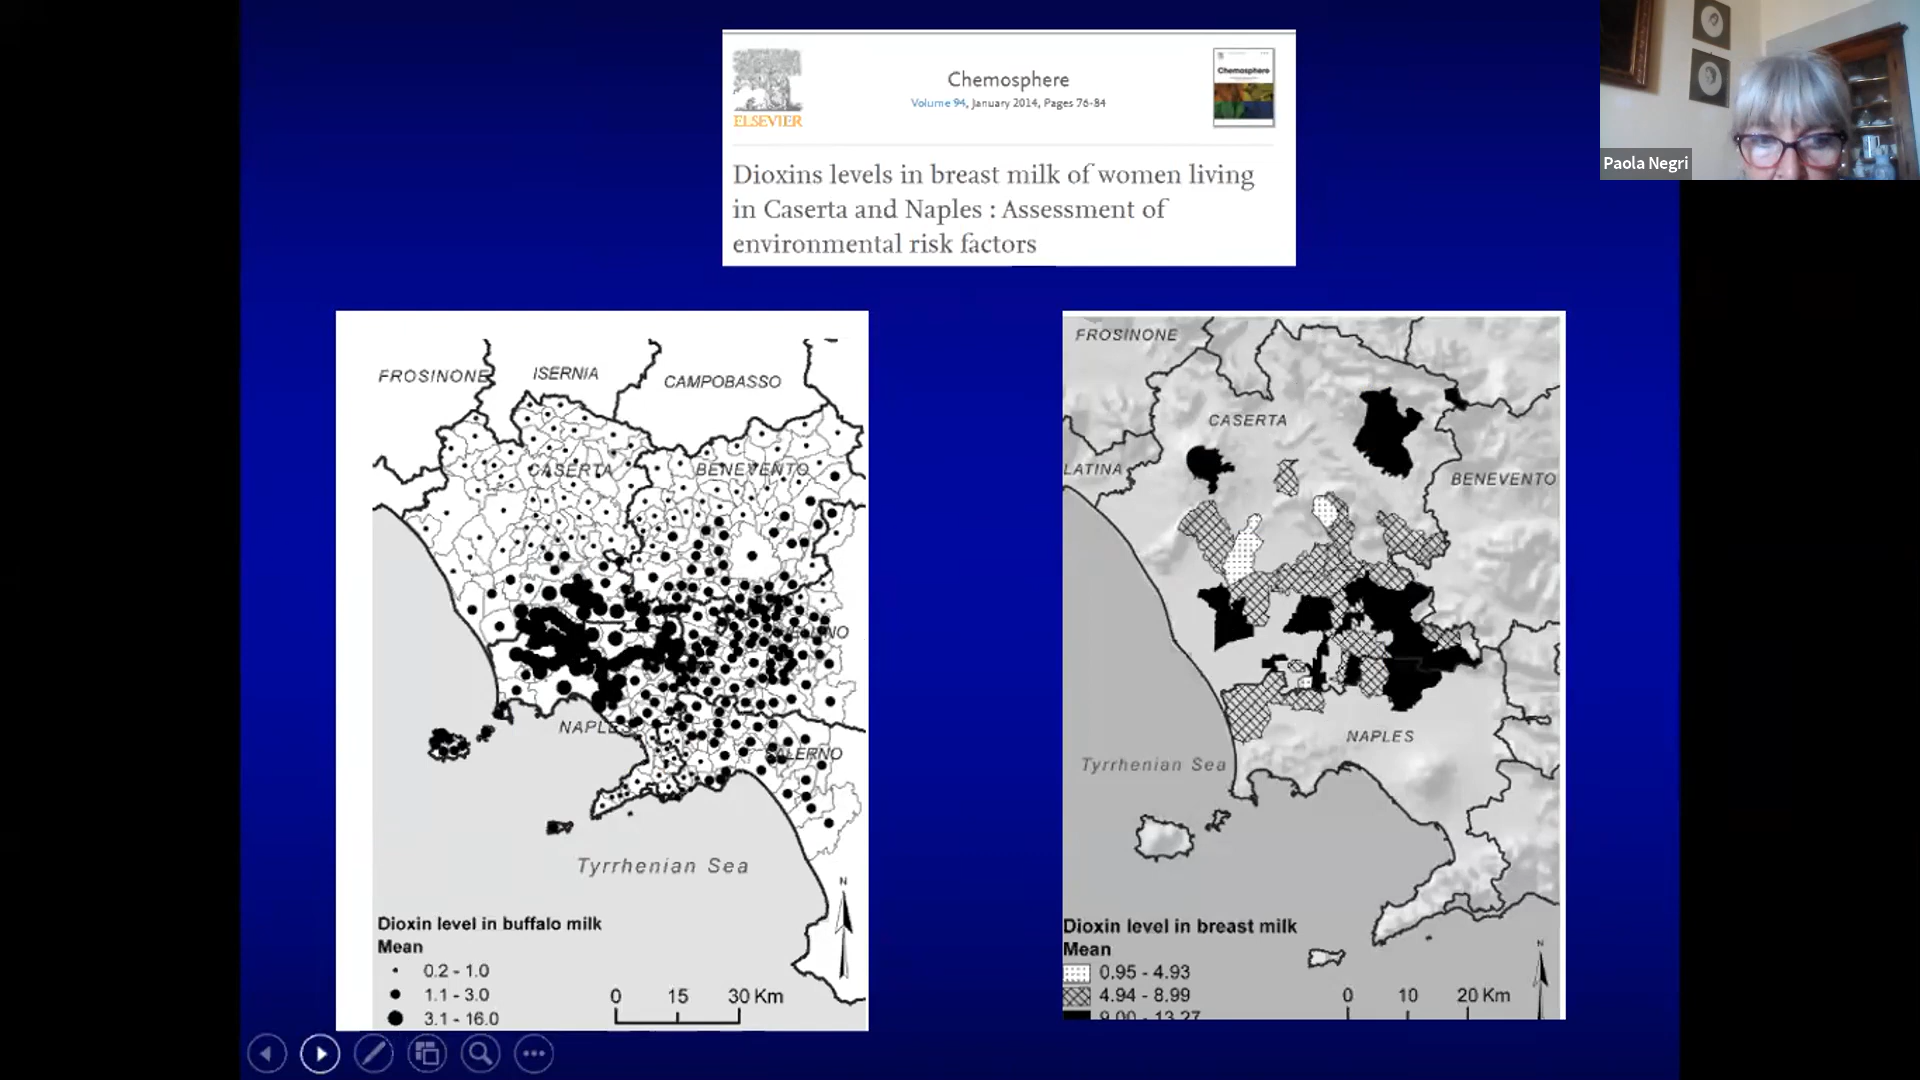 ELSEVIER
Chemosphere
Volume 94, January 2014, Pages 76-84
Chemosphere
Dioxins levels in breast milk of women living
in Caserta and Naples : Assessment of
environmental risk factors
Paola Negri
FROSINONE
ISERNIA
CAMPOBASSO
CASERTA
BENEVENTO
NAPLES
SALERNO
Tyrrhenian Sea
N
Dioxin level in buffalo milk
Mean
0.2 - 1.0
1.1 - 3.0
3.1 - 16.0
0 15 30 Km
FROSINONE
CASERTA
LATINA
BENEVENTO
NAPLES
Tyrrhenian Sea
N
Dioxin level in breast milk
Mean
0.95 - 4.93
4.94 - 8.99
9.00 - 13.27
0 10 20 Km